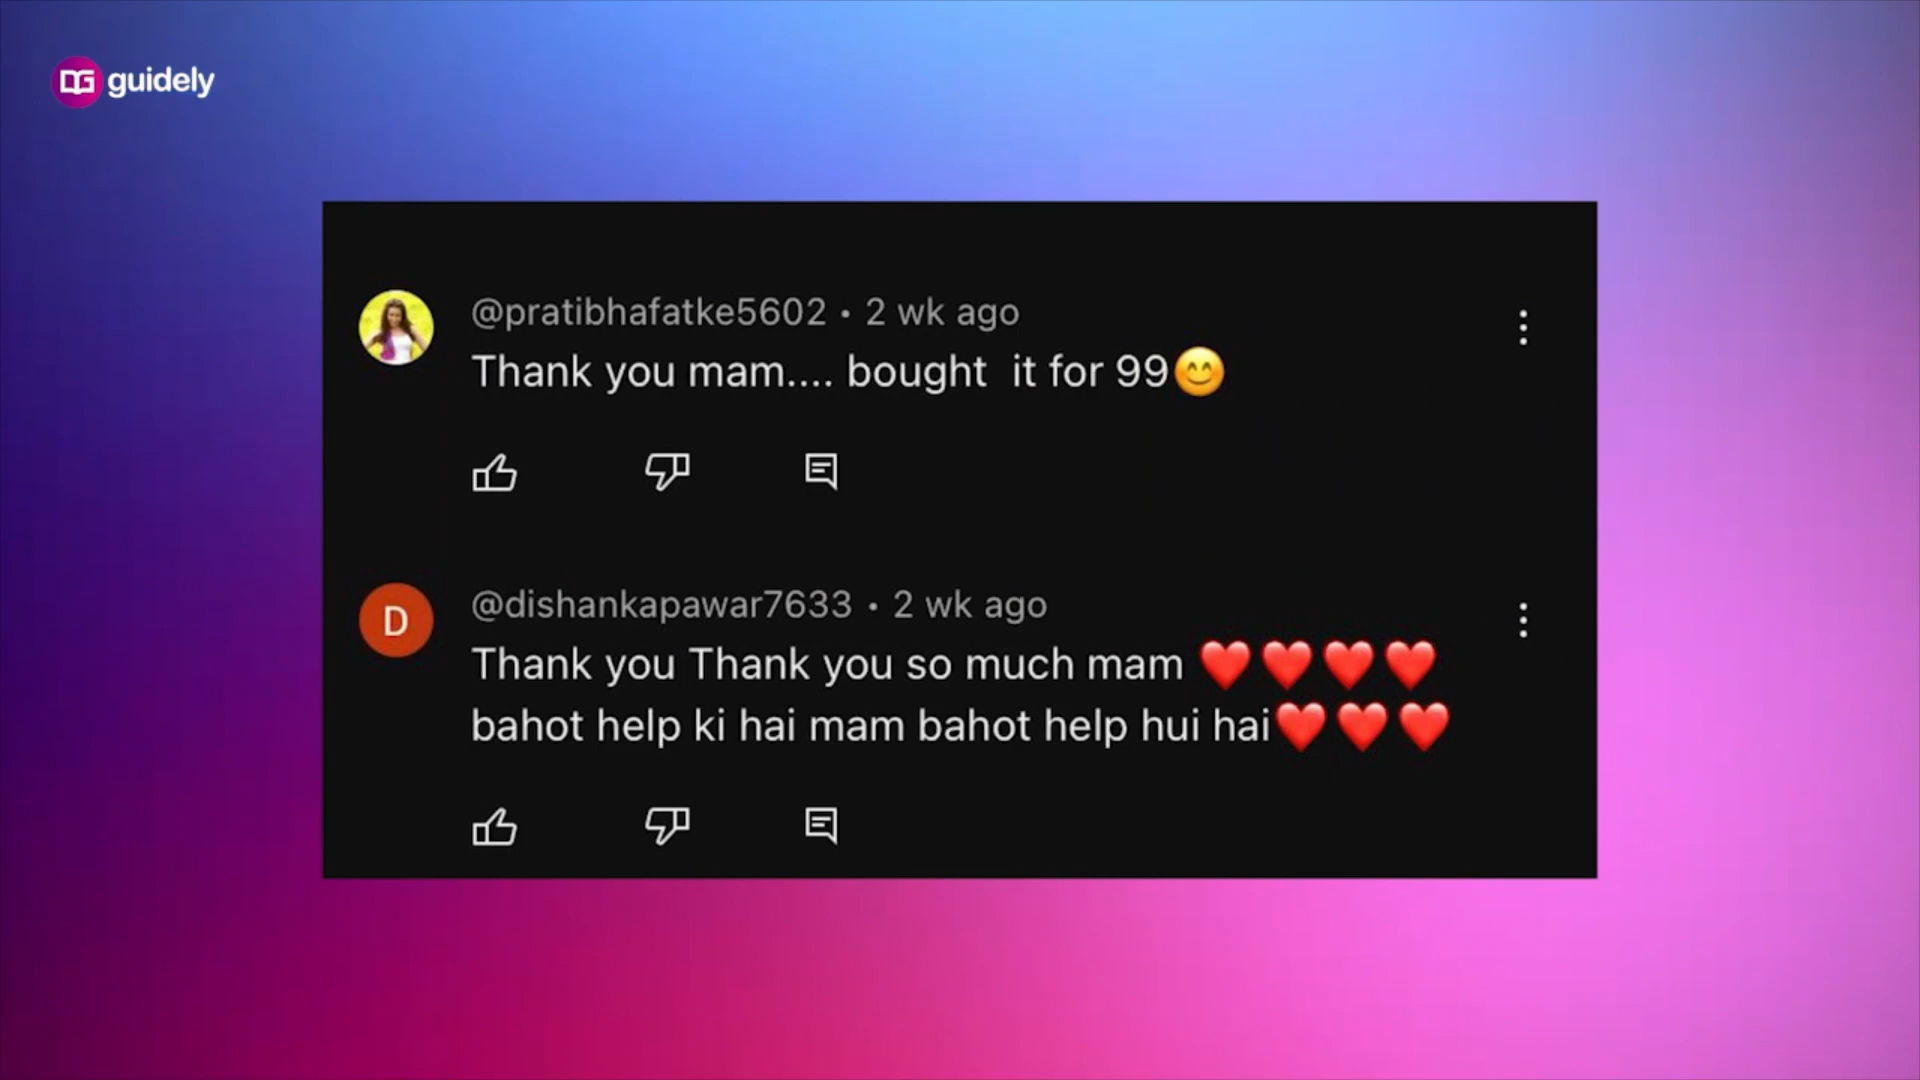 guidely
@pratibhafatke5602 • 2 wk ago
Thank you mam.... bought it for 99😊
D
@dishankapawar7633 • 2 wk ago
Thank you Thank you so much mam ❤️❤️❤️❤️
bahot help ki hai mam bahot help hui hai❤️❤️❤️